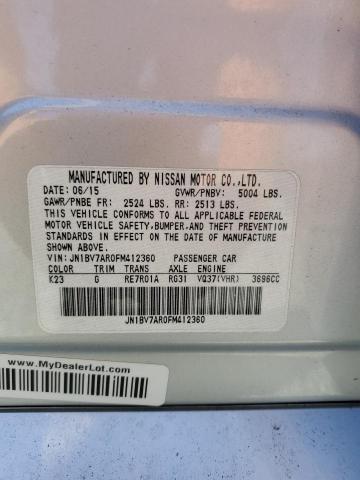 MANUFACTURED BY NISSAN MOTOR CO.,LTD.
DATE: 06/15 GVWR/PNBV: 5004 LBS.
GAWR/PNBE FR: 2524 LBS. RR: 2513 LBS.
THIS VEHICLE CONFORMS TO ALL APPLICABLE FEDERAL
MOTOR VEHICLE SAFETY, BUMPER,AND THEFT PREVENTION
STANDARDS IN EFFECT ON THE DATE OF MANUFACTURE
SHOWN ABOVE.
VIN: JN1BV7AR0FM412360 PASSENGER CAR
COLOR TRIM TRANS AXLE ENGINE
K23 G RE7R01A RG31 VQ37(VHR) 3696CC
JN1BV7AR0FM412360
www.MyDealerLot.com